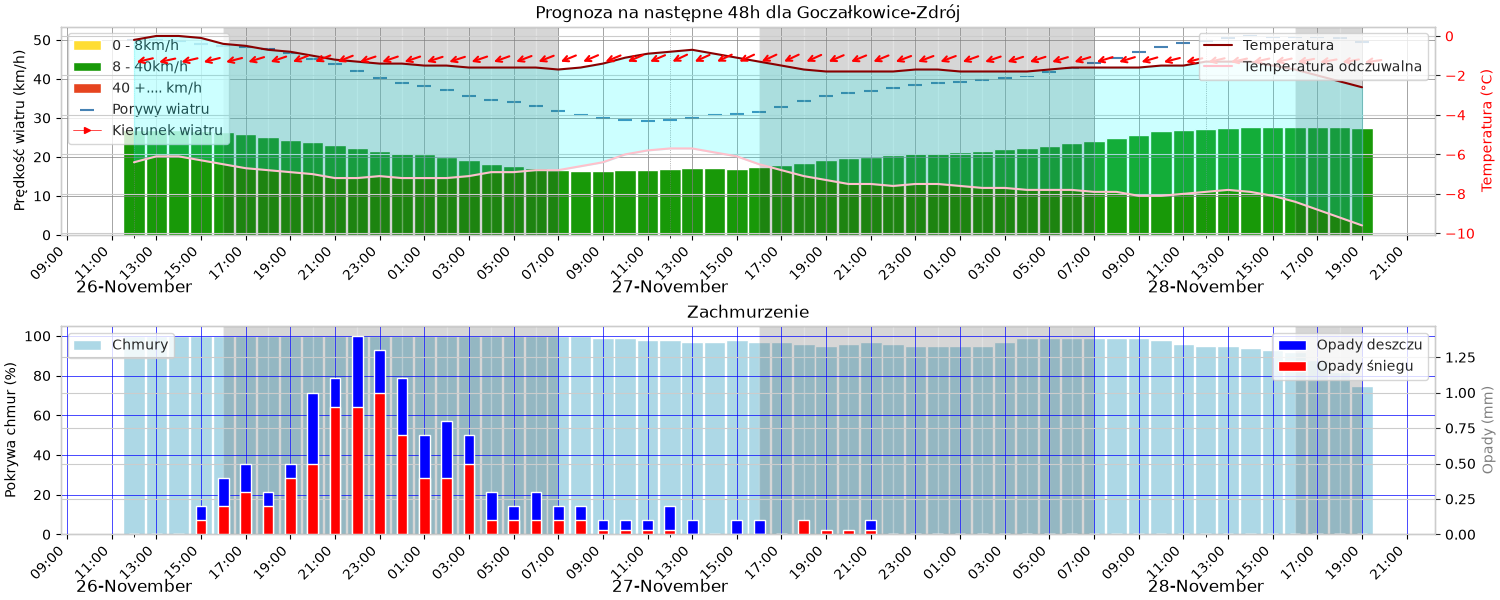 Prognoza na następne 48h dla Goczałkowice-Zdrój
Prędkość wiatru (km/h)
50
40
30
20
10
0
0 - 8km/h
8 - 40km/h
40 +.... km/h
Porywy wiatru
Kierunek wiatru
Temperatura
Temperatura odczuwalna
0
−2
−4
−6
−8
−10
Temperatura (°C)
09:00 11:00 13:00 15:00 17:00 19:00 21:00 23:00 01:00 03:00 05:00 07:00 09:00 11:00 13:00 15:00 17:00 19:00 21:00 23:00 01:00 03:00 05:00 07:00 09:00 11:00 13:00 15:00 17:00 19:00 21:00
26-November 27-November 28-November
Zachmurzenie
Pokrywa chmur (%)
100
80
60
40
20
0
Chmury
Opady deszczu
Opady śniegu
1.25
1.00
0.75
0.50
0.25
0.00
Opady (mm)
09:00 11:00 13:00 15:00 17:00 19:00 21:00 23:00 01:00 03:00 05:00 07:00 09:00 11:00 13:00 15:00 17:00 19:00 21:00 23:00 01:00 03:00 05:00 07:00 09:00 11:00 13:00 15:00 17:00 19:00 21:00
26-November 27-November 28-November